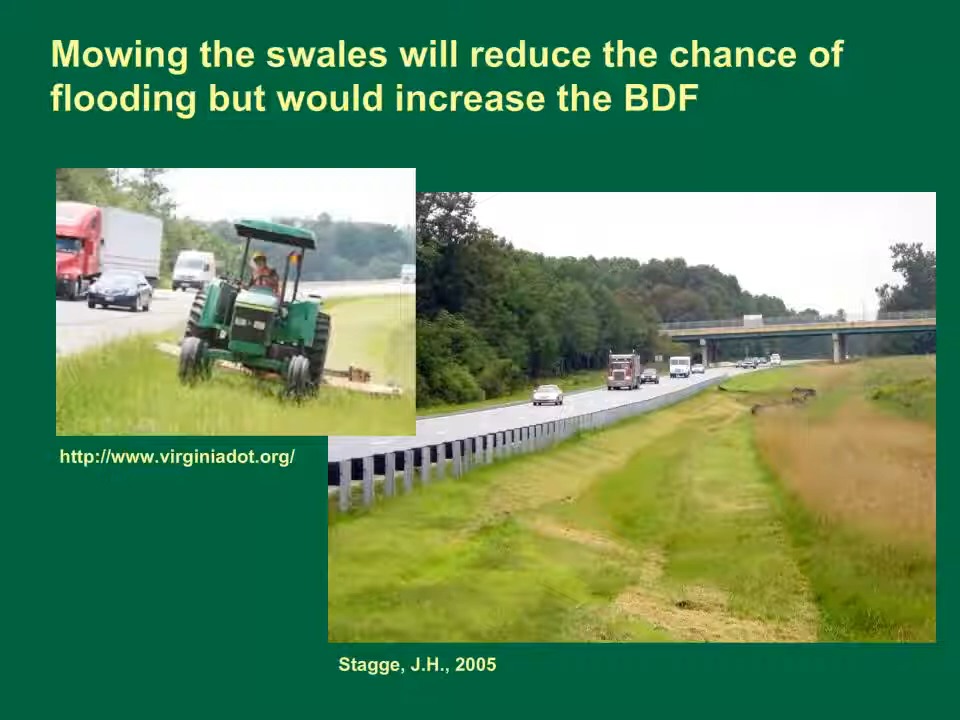 Mowing the swales will reduce the chance of
flooding but would increase the BDF
http://www.virginiadot.org/
Stagge, J.H., 2005